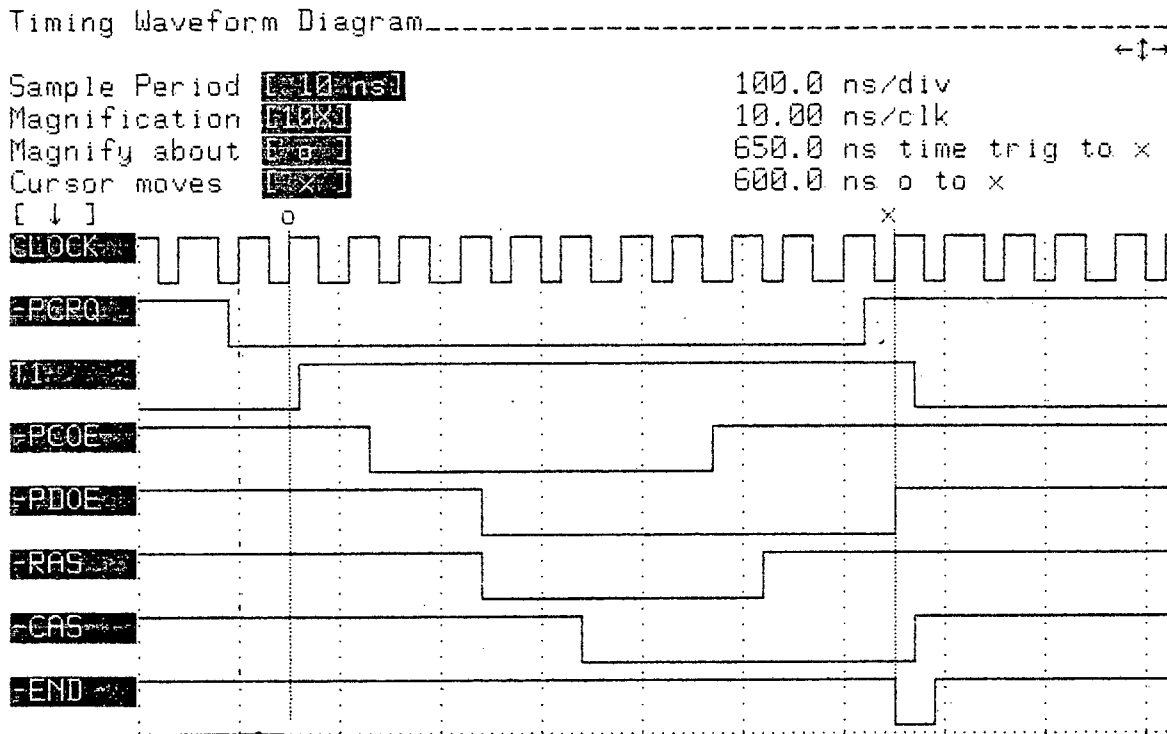 Timing Waveform Diagram
Sample Period [ 10 ns] 100.0 ns/div
Magnification [ 10X] 10.00 ns/clk
Magnify about [ o ] 650.0 ns time trig to x
Cursor moves [ x ] 600.0 ns o to x
[ ↓ ] o x
CLOCK
-PCRQ
T1
-PCOE
-PDOE
-RAS
-CAS
-END